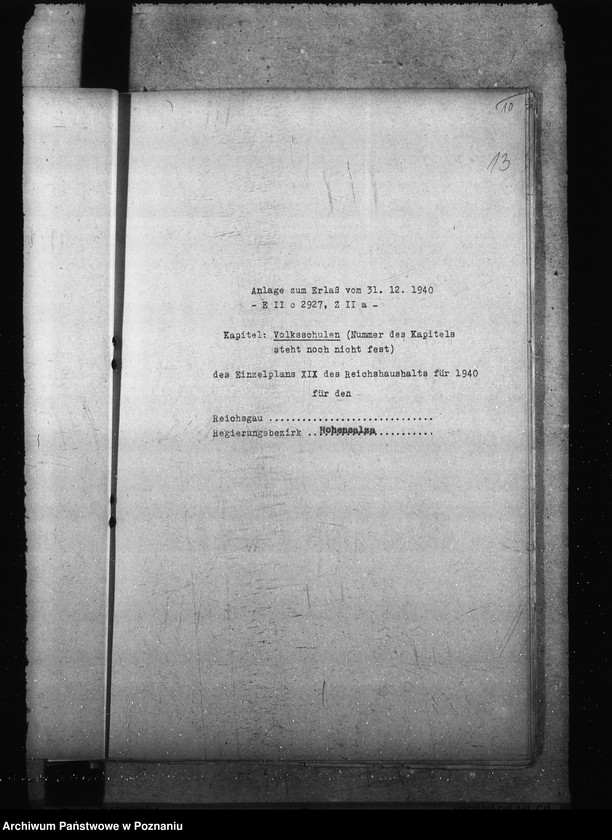 10
13
Anlage zum Erlaß vom 31. 12. 1940
- E II c 2927, Z II a -
Kapitel: Volksschulen (Nummer des Kapitels
steht noch nicht fest)
des Einzelplans XIX des Reichshaushalts für 1940
für den
Reichsgau ..............................
Regierungsbezirk ..Hohensalza..........
Archiwum Państwowe w Poznaniu